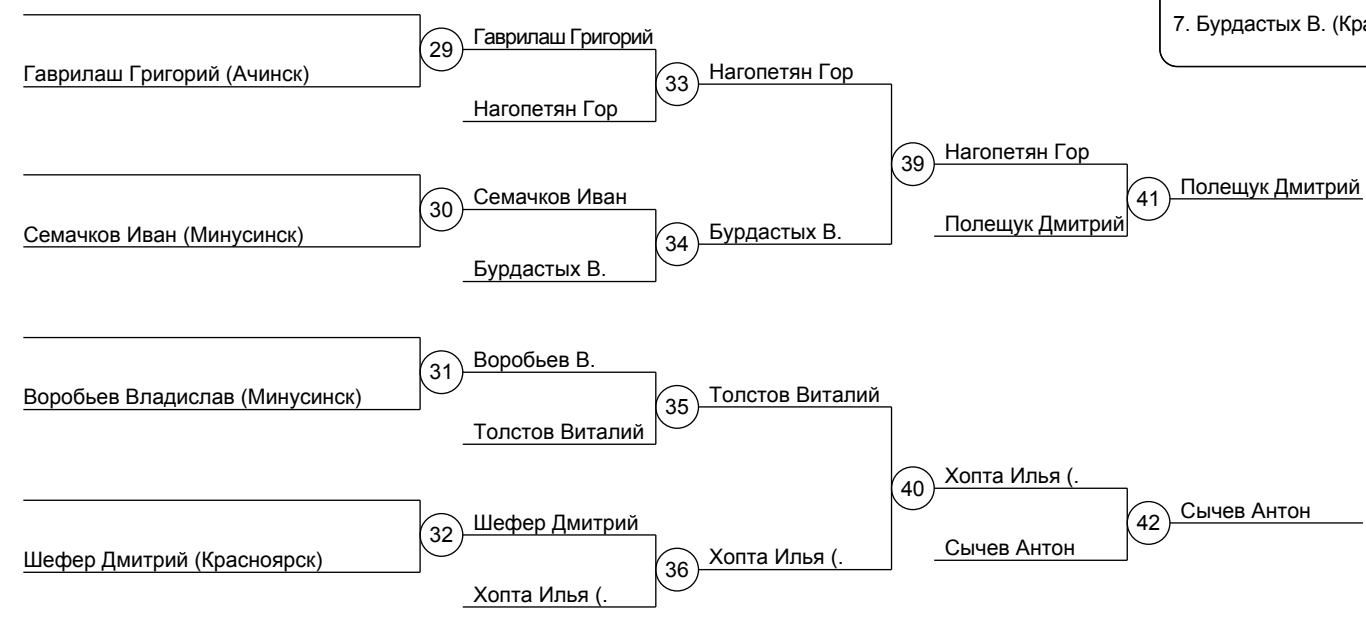 7. Бурдастых В. (Кра
29
Гаврилаш Григорий
Гаврилаш Григорий (Ачинск)
33
Нагопетян Гор
Нагопетян Гор
39
Нагопетян Гор
30
Семачков Иван
41
Полещук Дмитрий
Семачков Иван (Минусинск)
34
Бурдастых В.
Полещук Дмитрий
Бурдастых В.
31
Воробьев В.
Воробьев Владислав (Минусинск)
35
Толстов Виталий
Толстов Виталий
40
Хопта Илья (.
32
Шефер Дмитрий
42
Сычев Антон
Шефер Дмитрий (Красноярск)
36
Хопта Илья (.
Сычев Антон
Хопта Илья (.